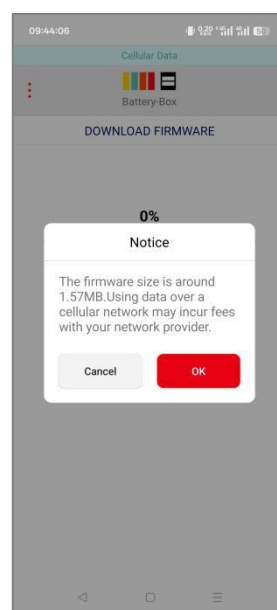 09:44:06
Cellular Data
Battery-Box
DOWNLOAD FIRMWARE
0%
Notice
The firmware size is around
1.57MB.Using data over a
cellular network may incur fees
with your network provider.
Cancel
OK